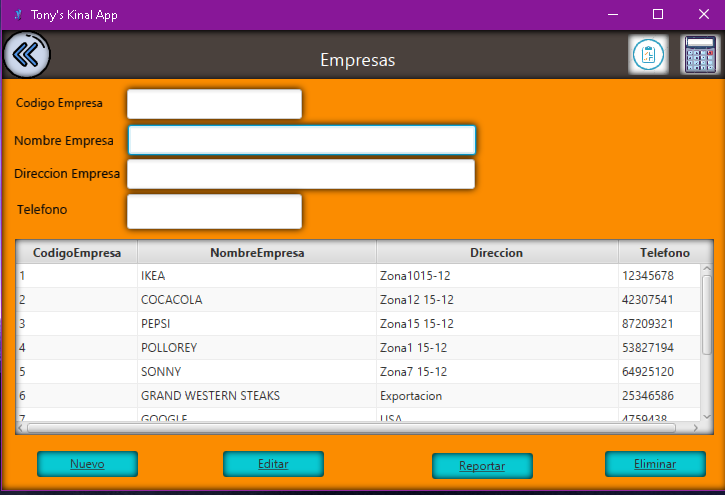 Tony's Kinal App
Empresas
Codigo Empresa
Nombre Empresa
Direccion Empresa
Telefono
CodigoEmpresa NombreEmpresa Direccion Telefono
1 IKEA Zona1015-12 12345678
2 COCACOLA Zona12 15-12 42307541
3 PEPSI Zona15 15-12 87209321
4 POLLOREY Zona1 15-12 53827194
5 SONNY Zona7 15-12 64925120
6 GRAND WESTERN STEAKS Exportacion 25346586
7 GOOGLE USA 4759438
Nuevo Editar Reportar Eliminar